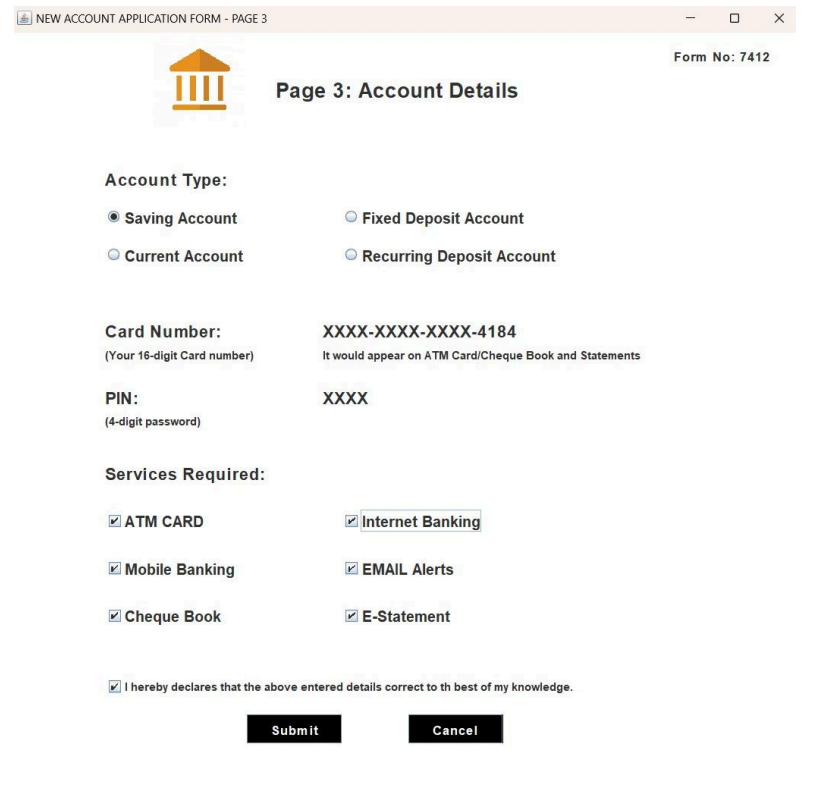 NEW ACCOUNT APPLICATION FORM - PAGE 3
Form No: 7412
Page 3: Account Details
Account Type:
Saving Account Fixed Deposit Account
Current Account Recurring Deposit Account
Card Number: XXXX-XXXX-XXXX-4184
(Your 16-digit Card number) It would appear on ATM Card/Cheque Book and Statements
PIN: XXXX
(4-digit password)
Services Required:
ATM CARD Internet Banking
Mobile Banking EMAIL Alerts
Cheque Book E-Statement
I hereby declares that the above entered details correct to th best of my knowledge.
Submit Cancel